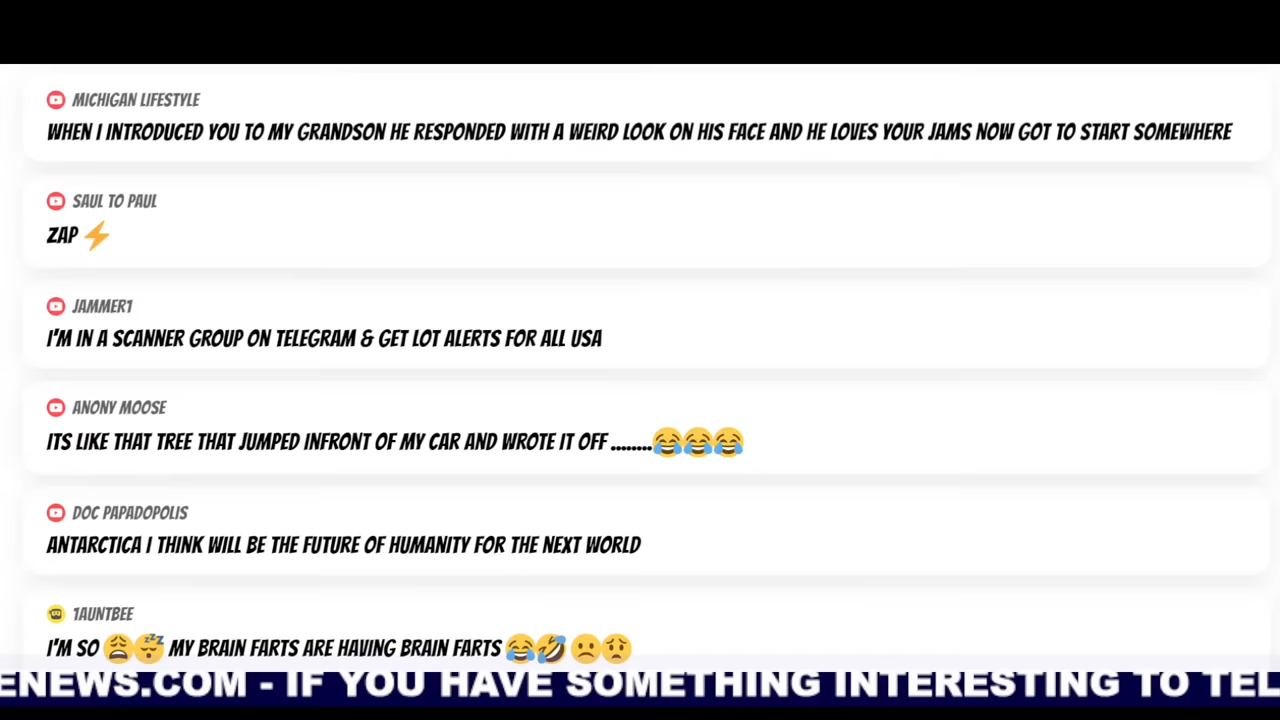 MICHIGAN LIFESTYLE
WHEN I INTRODUCED YOU TO MY GRANDSON HE RESPONDED WITH A WEIRD LOOK ON HIS FACE AND HE LOVES YOUR JAMS NOW GOT TO START SOMEWHERE
SAUL TO PAUL
ZAP ⚡
JAMMER1
I'M IN A SCANNER GROUP ON TELEGRAM & GET LOT ALERTS FOR ALL USA
ANONY MOOSE
ITS LIKE THAT TREE THAT JUMPED INFRONT OF MY CAR AND WROTE IT OFF ........😂😂😂
DOC PAPADOPOLIS
ANTARCTICA I THINK WILL BE THE FUTURE OF HUMANITY FOR THE NEXT WORLD
1AUNTBEE
I'M SO 😩😴 MY BRAIN FARTS ARE HAVING BRAIN FARTS 😂🤣🙁😟
ENEWS.COM - IF YOU HAVE SOMETHING INTERESTING TO TEL